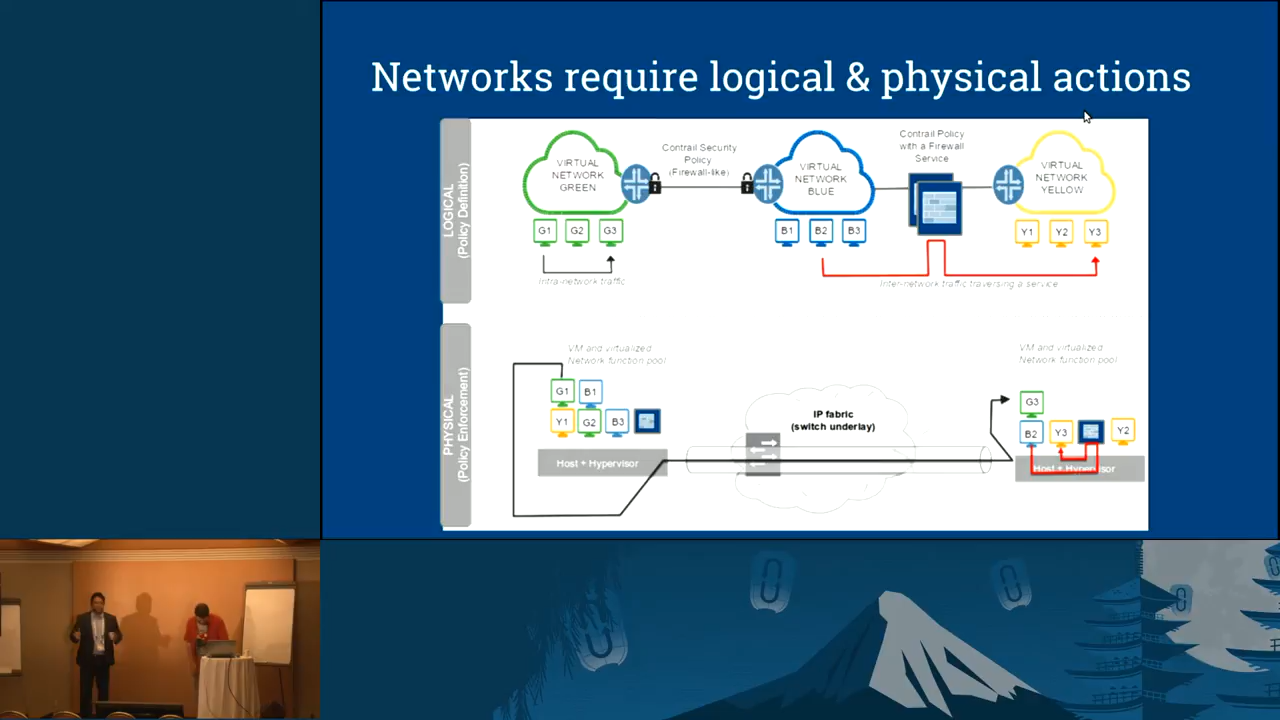 Networks require logical & physical actions
LOGICAL
(Policy Definition)
VIRTUAL
NETWORK
GREEN
Contrail Security
Policy
(Firewall-like)
VIRTUAL
NETWORK
BLUE
Contrail Policy
with a Firewall
Service
VIRTUAL
NETWORK
YELLOW
G1 G2 G3
B1 B2 B3
Y1 Y2 Y3
Intra-network traffic
Inter-network traffic traversing a service
PHYSICAL
(Policy Enforcement)
VM and virtualized
Network function pool
G1 B1
Y1 G2 B3
Host + Hypervisor
IP fabric
(switch underlay)
VM and virtualized
Network function pool
G3
B2 Y3 Y2
Host + Hypervisor